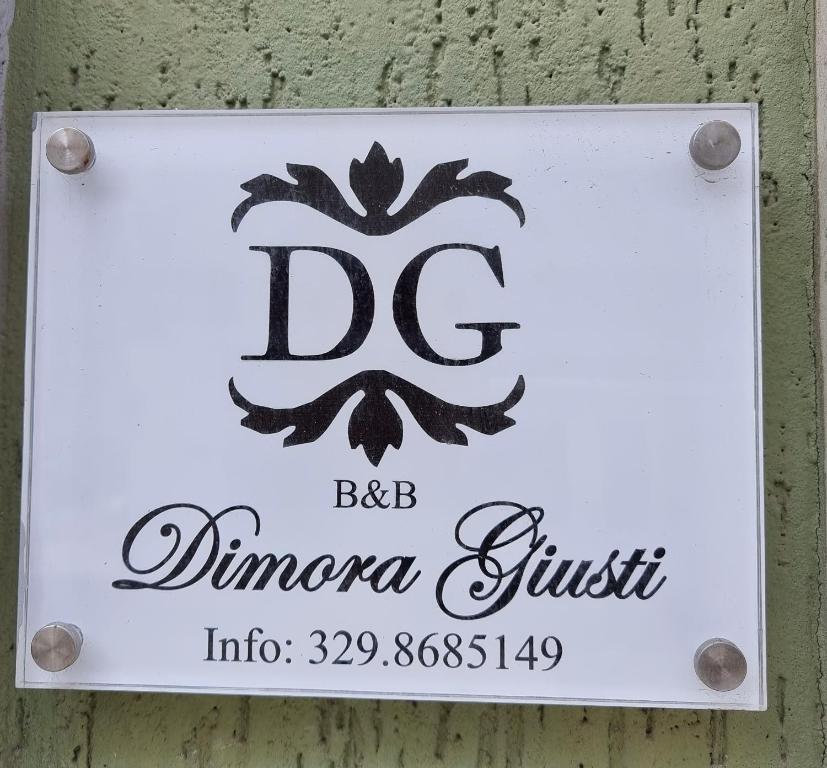 DG
B&B
Dimora Giusti
Info: 329.8685149